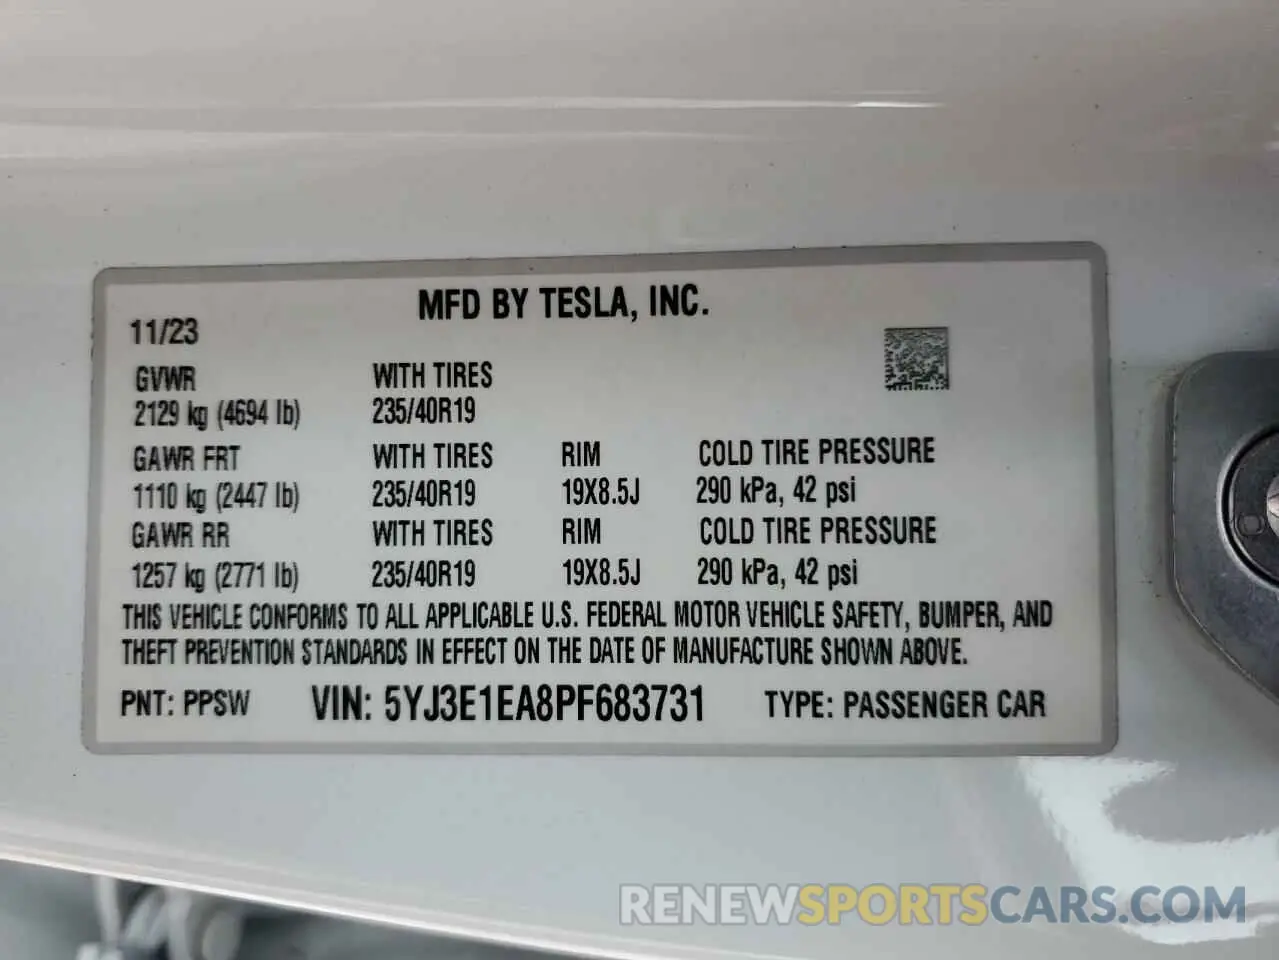 MFD BY TESLA, INC.
11/23
GVWR WITH TIRES
2129 kg (4694 lb) 235/40R19
GAWR FRT WITH TIRES RIM COLD TIRE PRESSURE
1110 kg (2447 lb) 235/40R19 19X8.5J 290 kPa, 42 psi
GAWR RR WITH TIRES RIM COLD TIRE PRESSURE
1257 kg (2771 lb) 235/40R19 19X8.5J 290 kPa, 42 psi
THIS VEHICLE CONFORMS TO ALL APPLICABLE U.S. FEDERAL MOTOR VEHICLE SAFETY, BUMPER, AND
THEFT PREVENTION STANDARDS IN EFFECT ON THE DATE OF MANUFACTURE SHOWN ABOVE.
PNT: PPSW VIN: 5YJ3E1EA8PF683731 TYPE: PASSENGER CAR
RENEWSPORTSCARS.COM